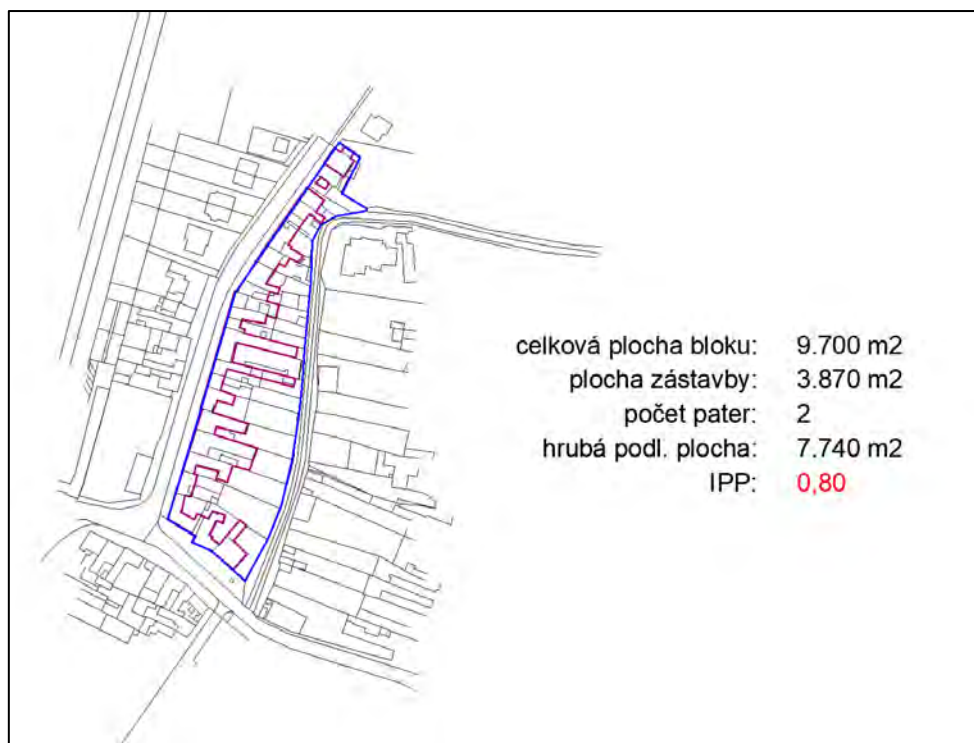 celková plocha bloku: 9.700 m2
plocha zástavby: 3.870 m2
počet pater: 2
hrubá podl. plocha: 7.740 m2
IPP: 0,80